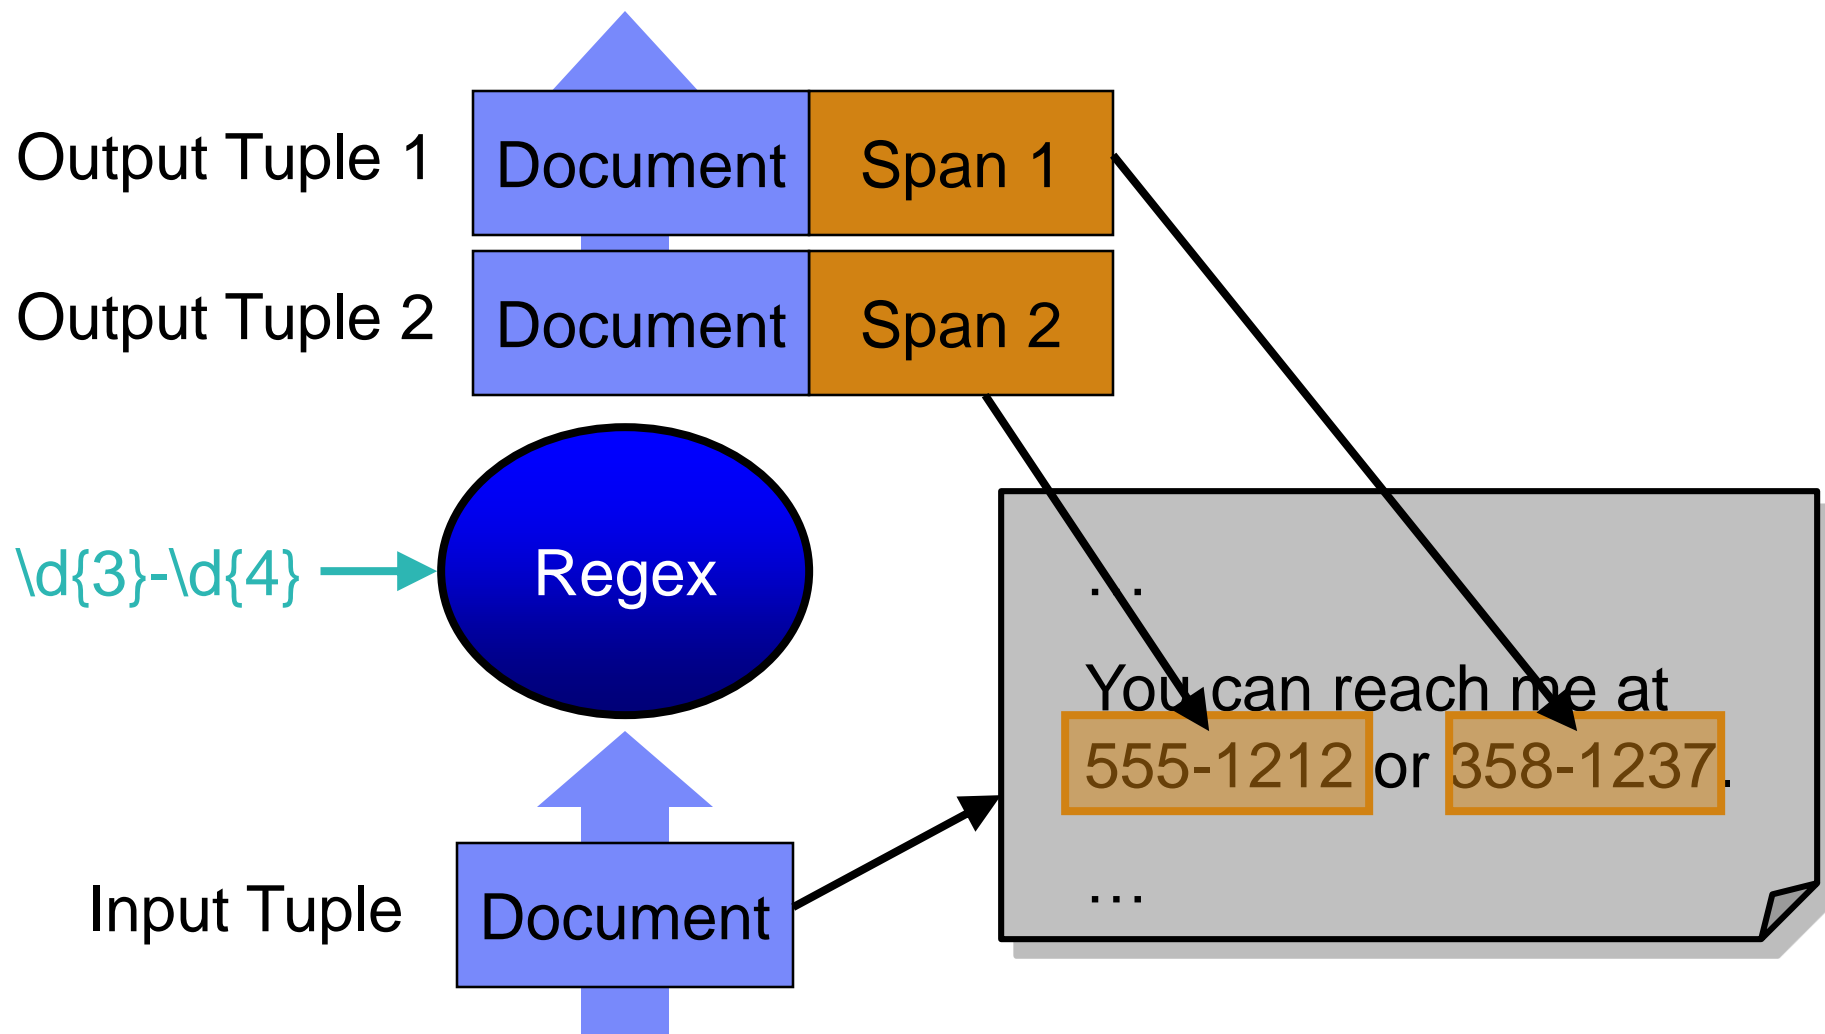 Output Tuple 1
Document
Span 1
Output Tuple 2
Document
Span 2
\d{3}-\d{4}
Regex
…
You can reach me at
555-1212 or 358-1237.
…
Input Tuple
Document